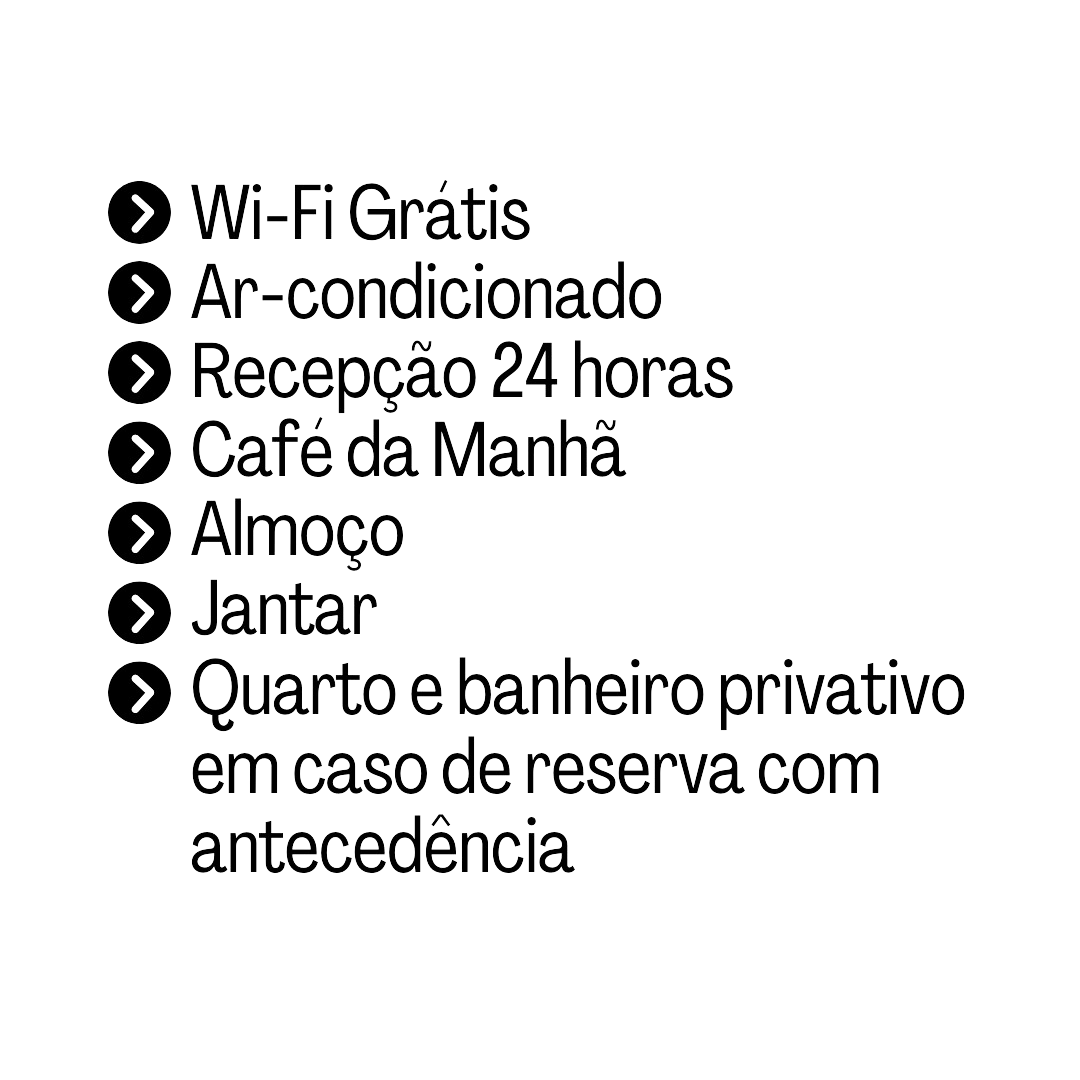 Wi-Fi Grátis
Ar-condicionado
Recepção 24 horas
Café da Manhã
Almoço
Jantar
Quarto e banheiro privativo
em caso de reserva com
antecedência